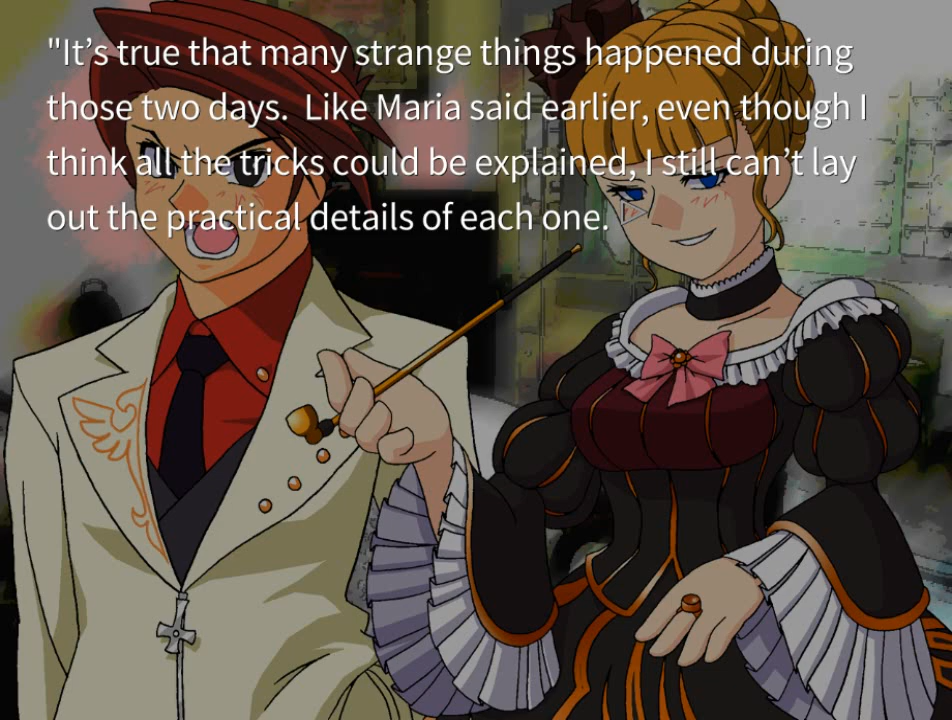 "It’s true that many strange things happened during
those two days.  Like Maria said earlier, even though I
think all the tricks could be explained, I still can’t lay
out the practical details of each one.